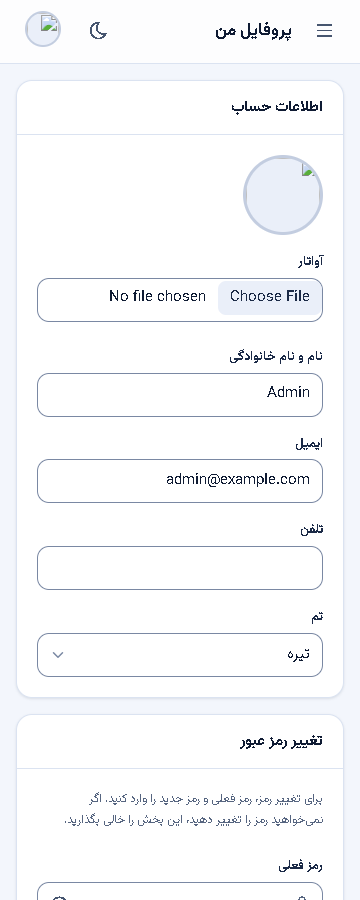 پروفایل من
اطلاعات حساب
آواتار
Choose File No file chosen
نام و نام خانوادگی
Admin
ایمیل
admin@example.com
تلفن
تم
تیره
تغییر رمز عبور
برای تغییر رمز، رمز فعلی و رمز جدید را وارد کنید. اگر
نمی‌خواهید رمز را تغییر دهید، این بخش را خالی بگذارید.
رمز فعلی